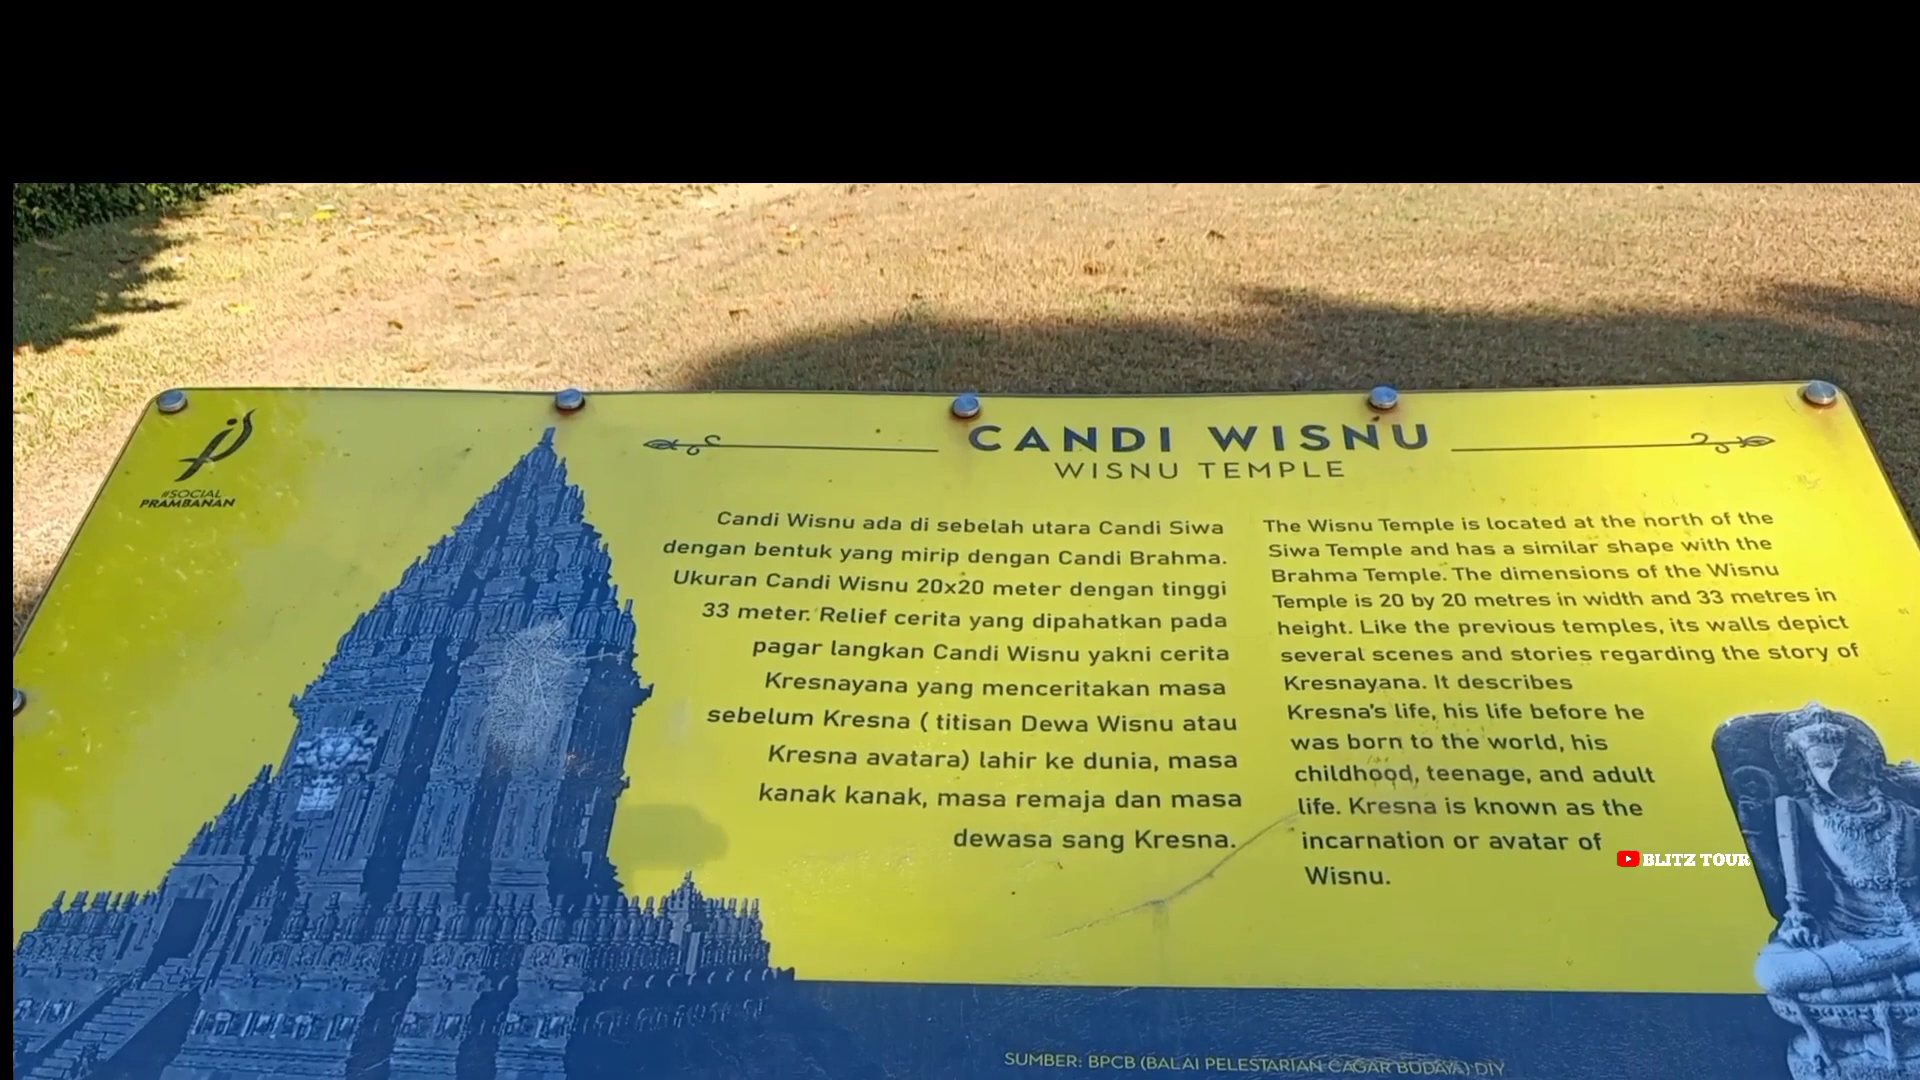 #SOCIAL
PRAMBANAN
CANDI WISNU
WISNU TEMPLE
Candi Wisnu ada di sebelah utara Candi Siwa
dengan bentuk yang mirip dengan Candi Brahma.
Ukuran Candi Wisnu 20x20 meter dengan tinggi
33 meter. Relief cerita yang dipahatkan pada
pagar langkan Candi Wisnu yakni cerita
Kresnayana yang menceritakan masa
sebelum Kresna ( titisan Dewa Wisnu atau
Kresna avatara) lahir ke dunia, masa
kanak kanak, masa remaja dan masa
dewasa sang Kresna.
The Wisnu Temple is located at the north of the
Siwa Temple and has a similar shape with the
Brahma Temple. The dimensions of the Wisnu
Temple is 20 by 20 metres in width and 33 metres in
height. Like the previous temples, its walls depict
several scenes and stories regarding the story of
Kresnayana. It describes
Kresna's life, his life before he
was born to the world, his
childhood, teenage, and adult
life. Kresna is known as the
incarnation or avatar of
Wisnu.
BLITZ TOUR
SUMBER: BPCB (BALAI PELESTARIAN CAGAR BUDAYA) DIY